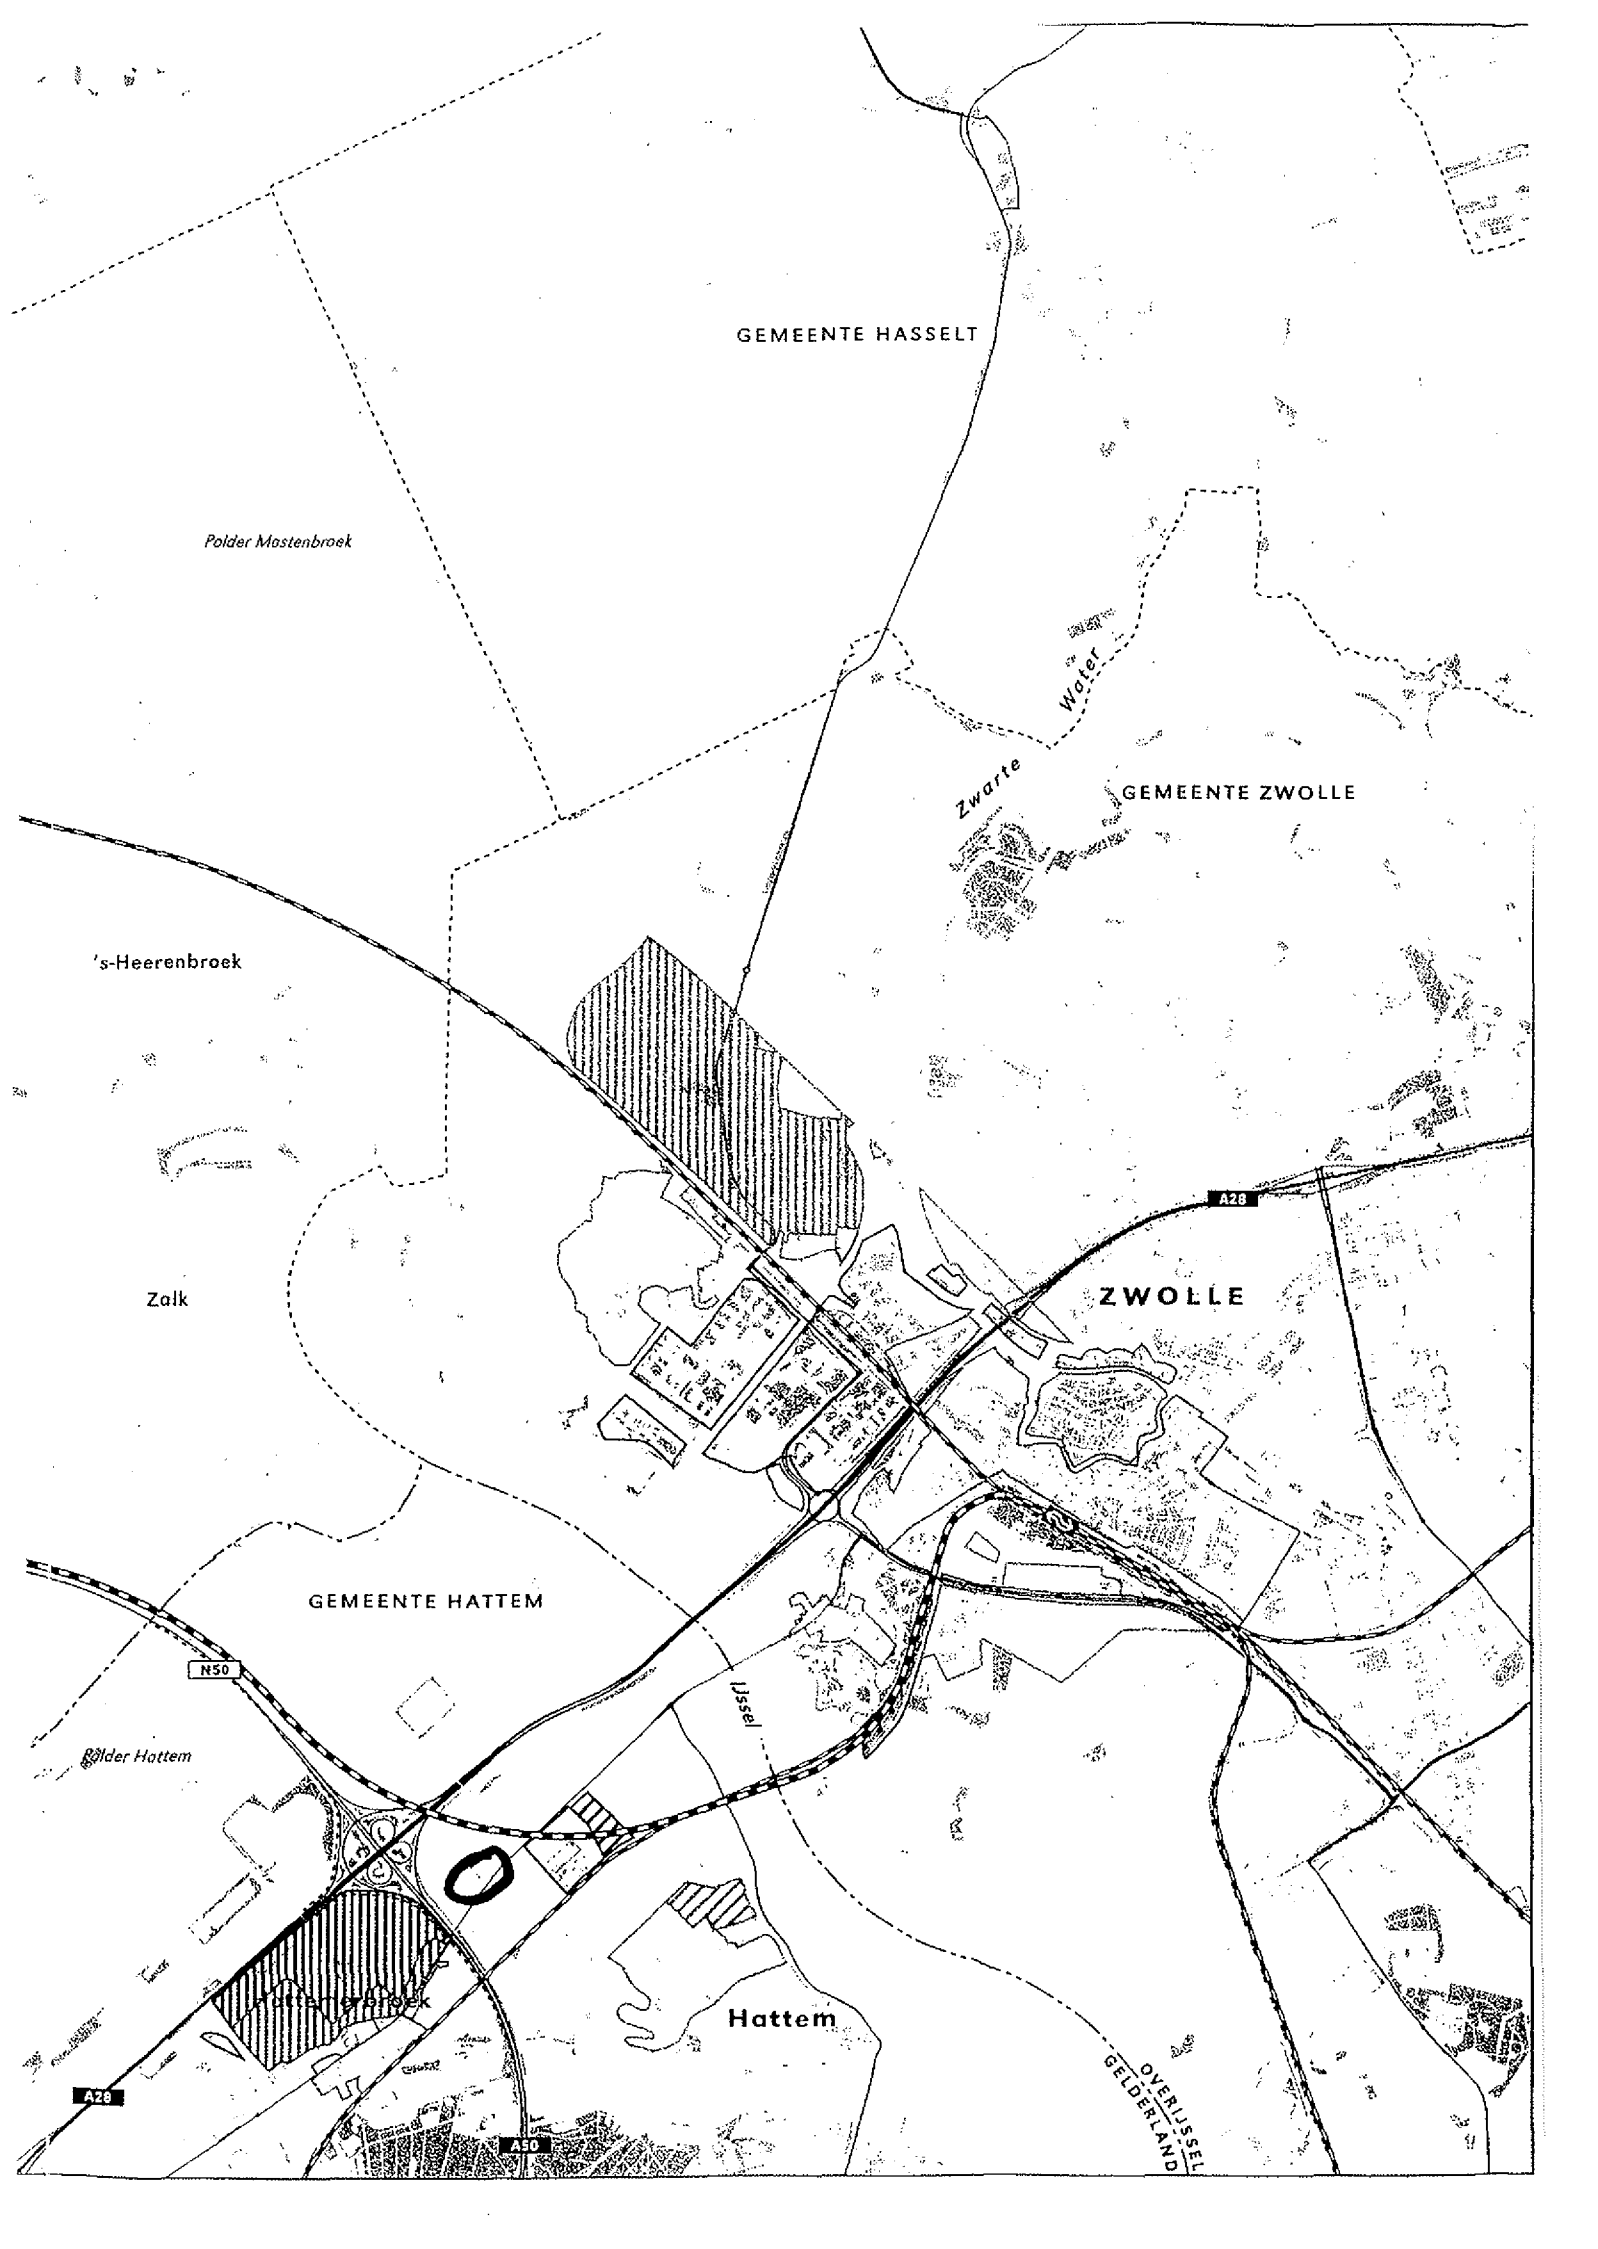 GEMEENTE HASSELT
Polder Mastenbroek
Zwarte Water
GEMEENTE ZWOLLE
's-Heerenbroek
A28
Zalk
ZWOLLE
GEMEENTE HATTEM
N50
IJssel
Polder Hattem
Hattemerbroek
Hattem
A28
A50
OVERIJSSEL
GELDERLAND